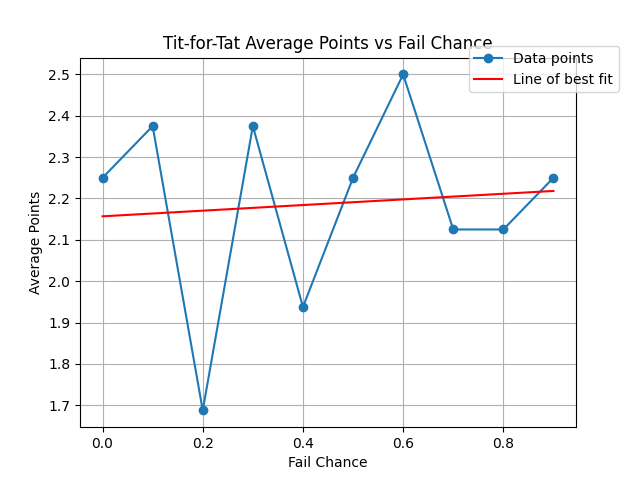 Tit-for-Tat Average Points vs Fail Chance
Data points
Line of best fit
Average Points
2.5
2.4
2.3
2.2
2.1
2.0
1.9
1.8
1.7
0.0 0.2 0.4 0.6 0.8
Fail Chance